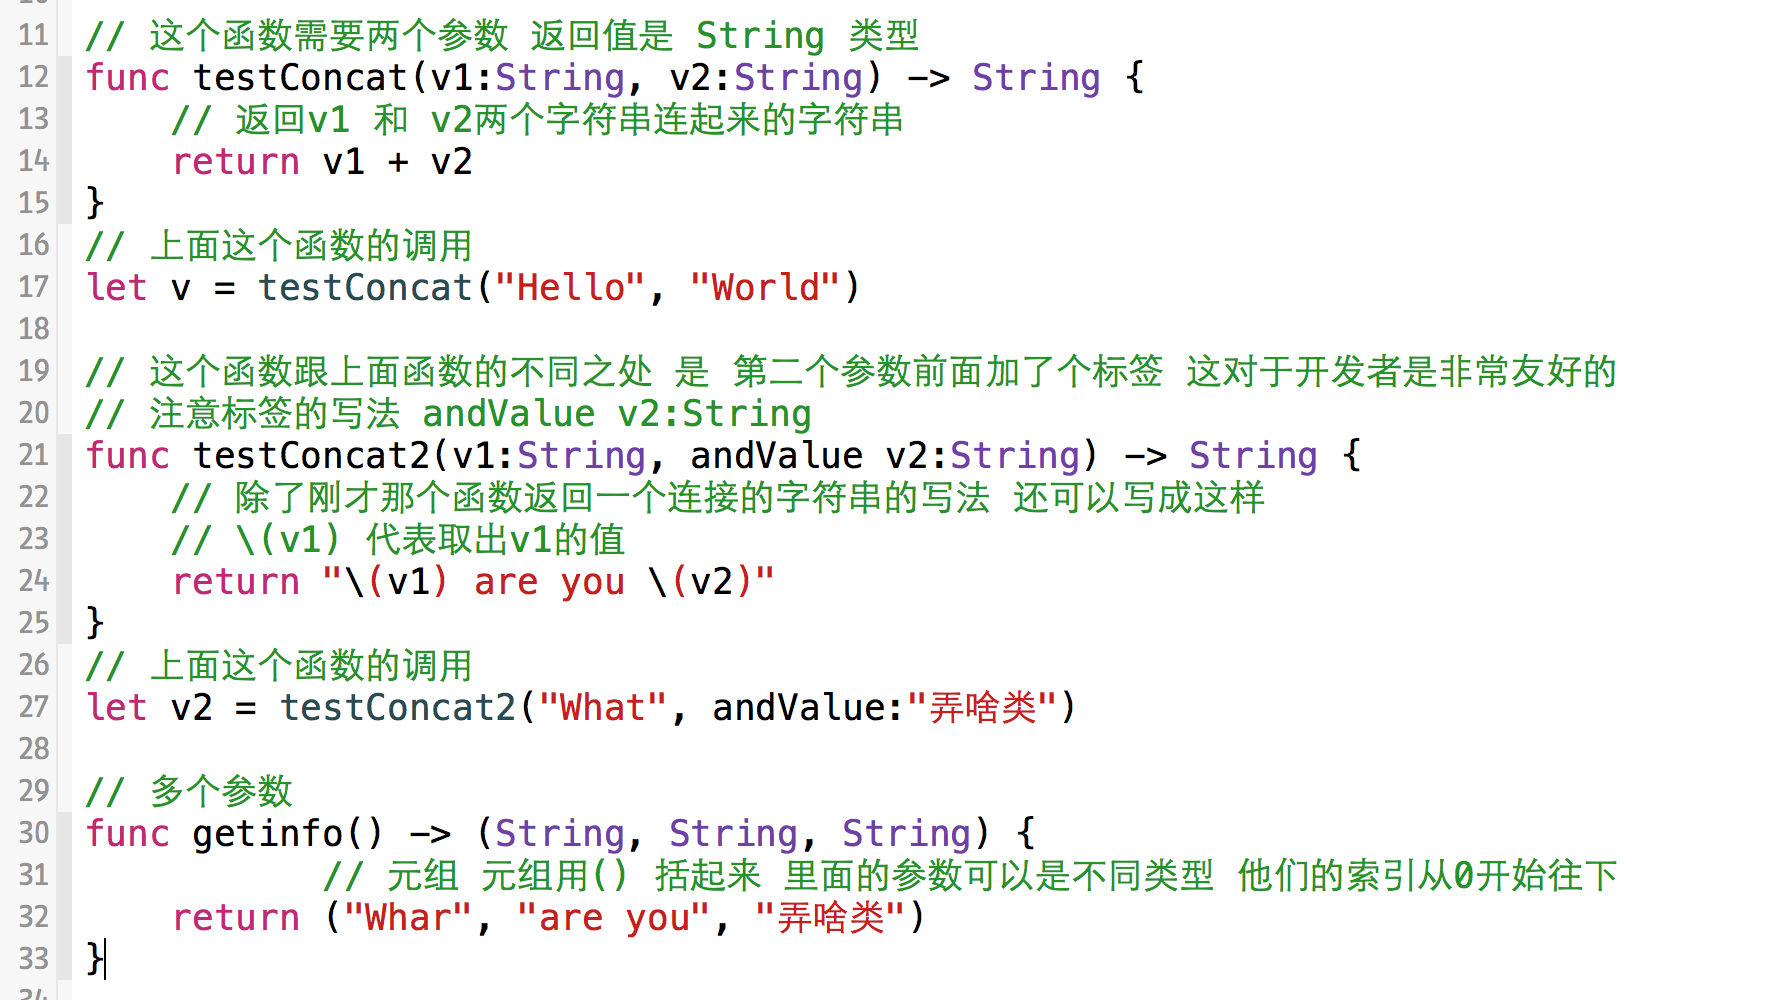 11 // 这个函数需要两个参数 返回值是 String 类型
12 func testConcat(v1:String, v2:String) -> String {
13     // 返回v1 和 v2两个字符串连起来的字符串
14     return v1 + v2
15 }
16 // 上面这个函数的调用
17 let v = testConcat("Hello", "World")
18
19 // 这个函数跟上面函数的不同之处 是 第二个参数前面加了个标签 这对于开发者是非常友好的
20 // 注意标签的写法 andValue v2:String
21 func testConcat2(v1:String, andValue v2:String) -> String {
22     // 除了刚才那个函数返回一个连接的字符串的写法 还可以写成这样
23     // \(v1) 代表取出v1的值
24     return "\(v1) are you \(v2)"
25 }
26 // 上面这个函数的调用
27 let v2 = testConcat2("What", andValue:"弄啥类")
28
29 // 多个参数
30 func getinfo() -> (String, String, String) {
31            // 元组 元组用() 括起来 里面的参数可以是不同类型 他们的索引从0开始往下
32     return ("Whar", "are you", "弄啥类")
33 }